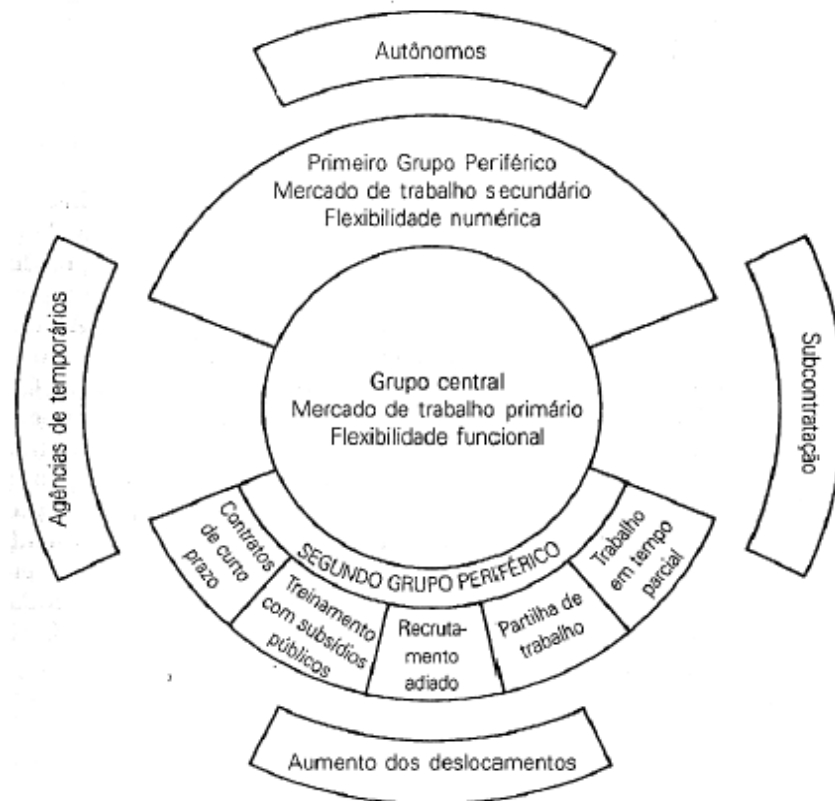 Autônomos
Primeiro Grupo Periférico
Mercado de trabalho secundário
Flexibilidade numérica
Agências de temporários
Subcontratação
Grupo central
Mercado de trabalho primário
Flexibilidade funcional
SEGUNDO GRUPO PERIFÉRICO
Contratos
de curto
prazo
Treinamento
com subsídios
públicos
Recruta-
mento
adiado
Partilha de
trabalho
Trabalho
em tempo
parcial
Aumento dos deslocamentos